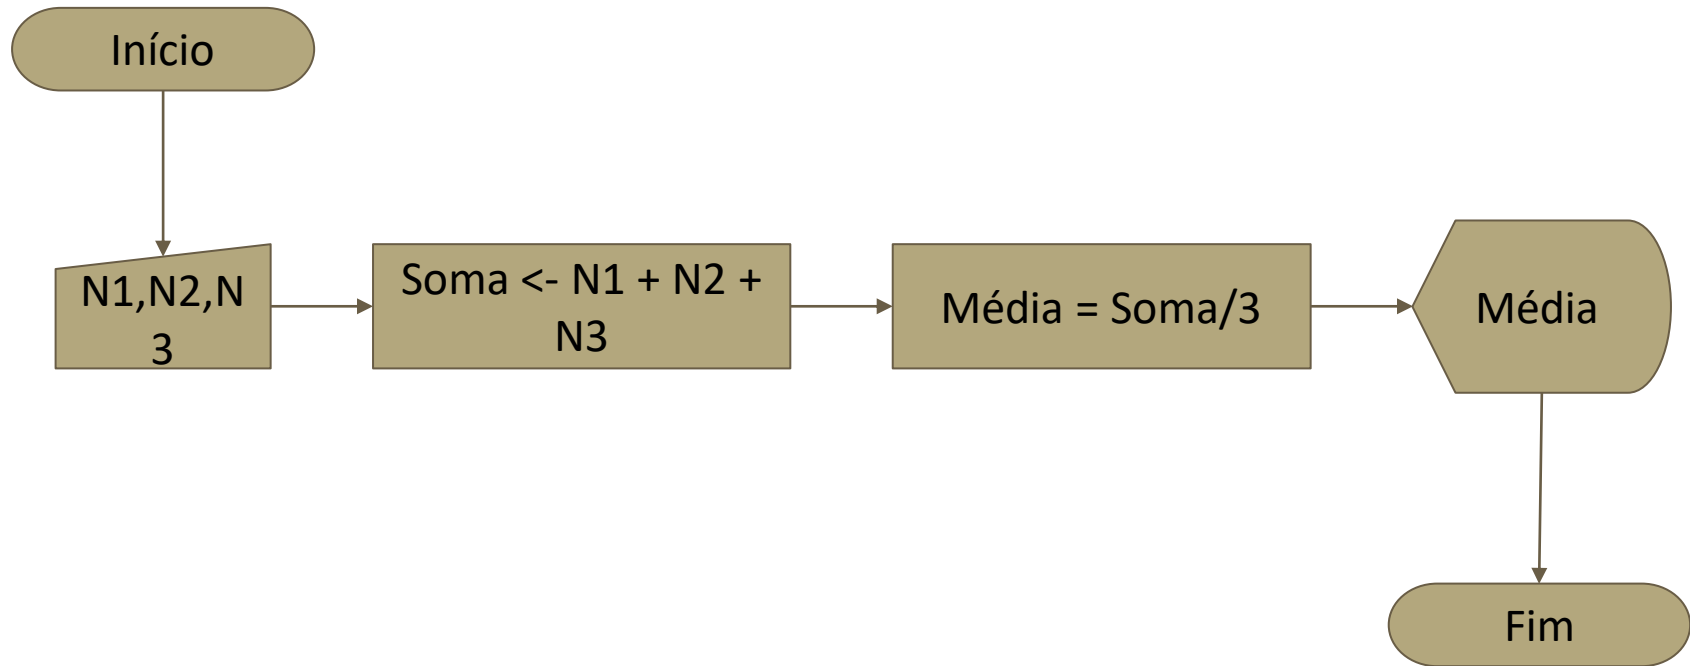 Início
N1,N2,N
3
Soma <- N1 + N2 +
N3
Média = Soma/3
Média
Fim